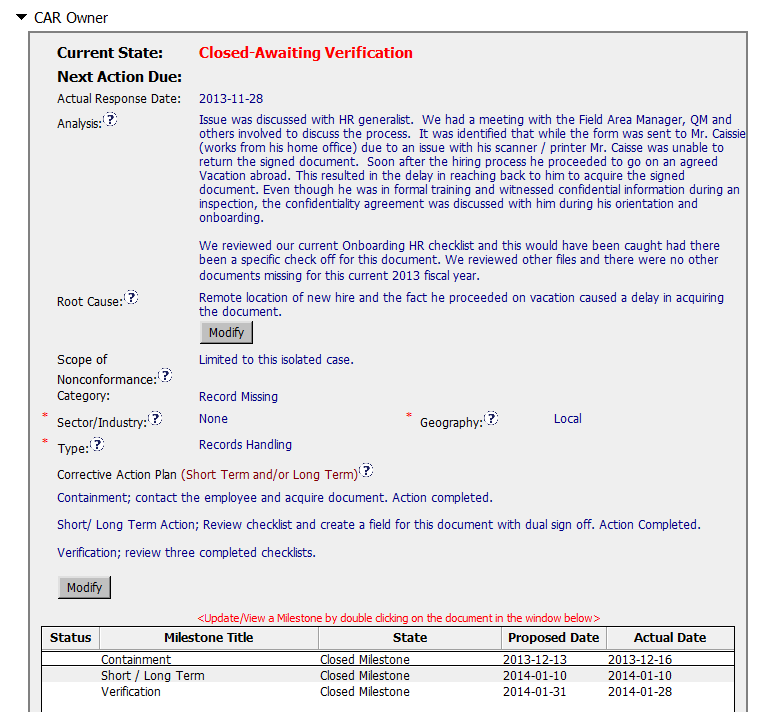 CAR Owner
Current State: Closed-Awaiting Verification
Next Action Due:
Actual Response Date: 2013-11-28
Analysis:? Issue was discussed with HR generalist. We had a meeting with the Field Area Manager, QM and
others involved to discuss the process. It was identified that while the form was sent to Mr. Caissie
(works from his home office) due to an issue with his scanner / printer Mr. Caisse was unable to
return the signed document. Soon after the hiring process he proceeded to go on an agreed
Vacation abroad. This resulted in the delay in reaching back to him to acquire the signed
document. Even though he was in formal training and witnessed confidential information during an
inspection, the confidentiality agreement was discussed with him during his orientation and
onboarding.
We reviewed our current Onboarding HR checklist and this would have been caught had there
been a specific check off for this document. We reviewed other files and there were no other
documents missing for this current 2013 fiscal year.
Root Cause:? Remote location of new hire and the fact he proceeded on vacation caused a delay in acquiring
the document.
Modify
Scope of Limited to this isolated case.
Nonconformance:?
Category: Record Missing
* Sector/Industry:? None * Geography:? Local
* Type:? Records Handling
Corrective Action Plan (Short Term and/or Long Term)?
Containment; contact the employee and acquire document. Action completed.
Short/ Long Term Action; Review checklist and create a field for this document with dual sign off. Action Completed.
Verification; review three completed checklists.
Modify
<Update/View a Milestone by double clicking on the document in the window below>
Status Milestone Title State Proposed Date Actual Date
Containment Closed Milestone 2013-12-13 2013-12-16
Short / Long Term Closed Milestone 2014-01-10 2014-01-10
Verification Closed Milestone 2014-01-31 2014-01-28